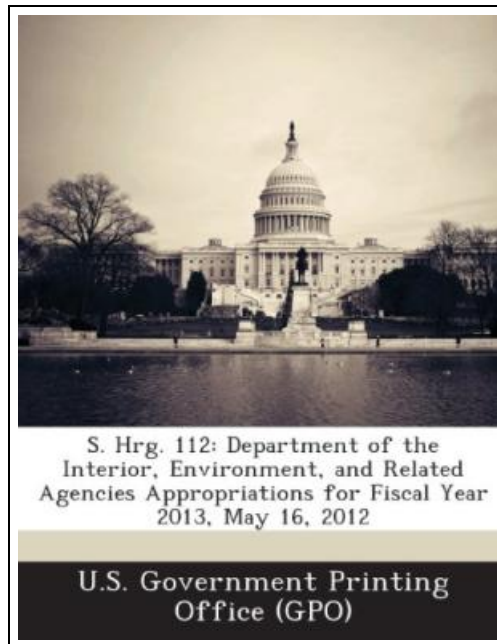 S. Hrg. 112: Department of the
Interior, Environment, and Related
Agencies Appropriations for Fiscal Year
2013, May 16, 2012
U.S. Government Printing
Office (GPO)